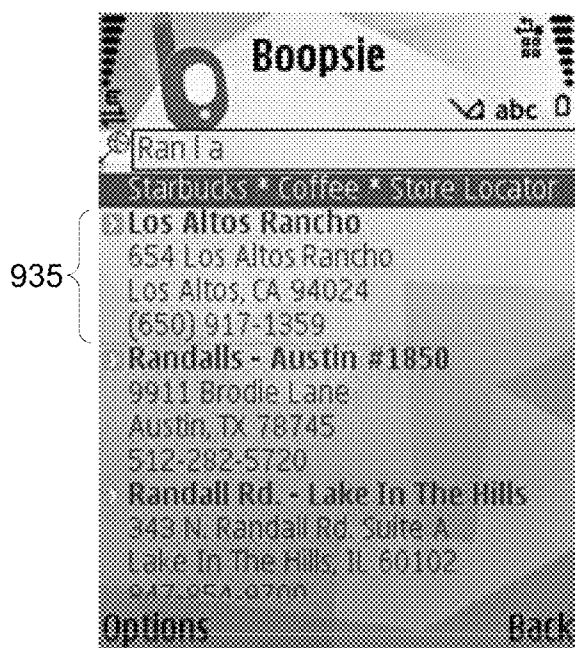 Boopsie
abc
Ran l a
Starbucks * Coffee * Store Locator
935
Los Altos Rancho
654 Los Altos Rancho
Los Altos, CA 94024
(650) 917-1359
Randalls - Austin #1850
9911 Brodie Lane
Austin, TX 78745
512-282-5720
Randall Rd. - Lake In The Hills
343 N. Randall Rd. Suite A...
Lake In The Hills, IL 60102
Options Back